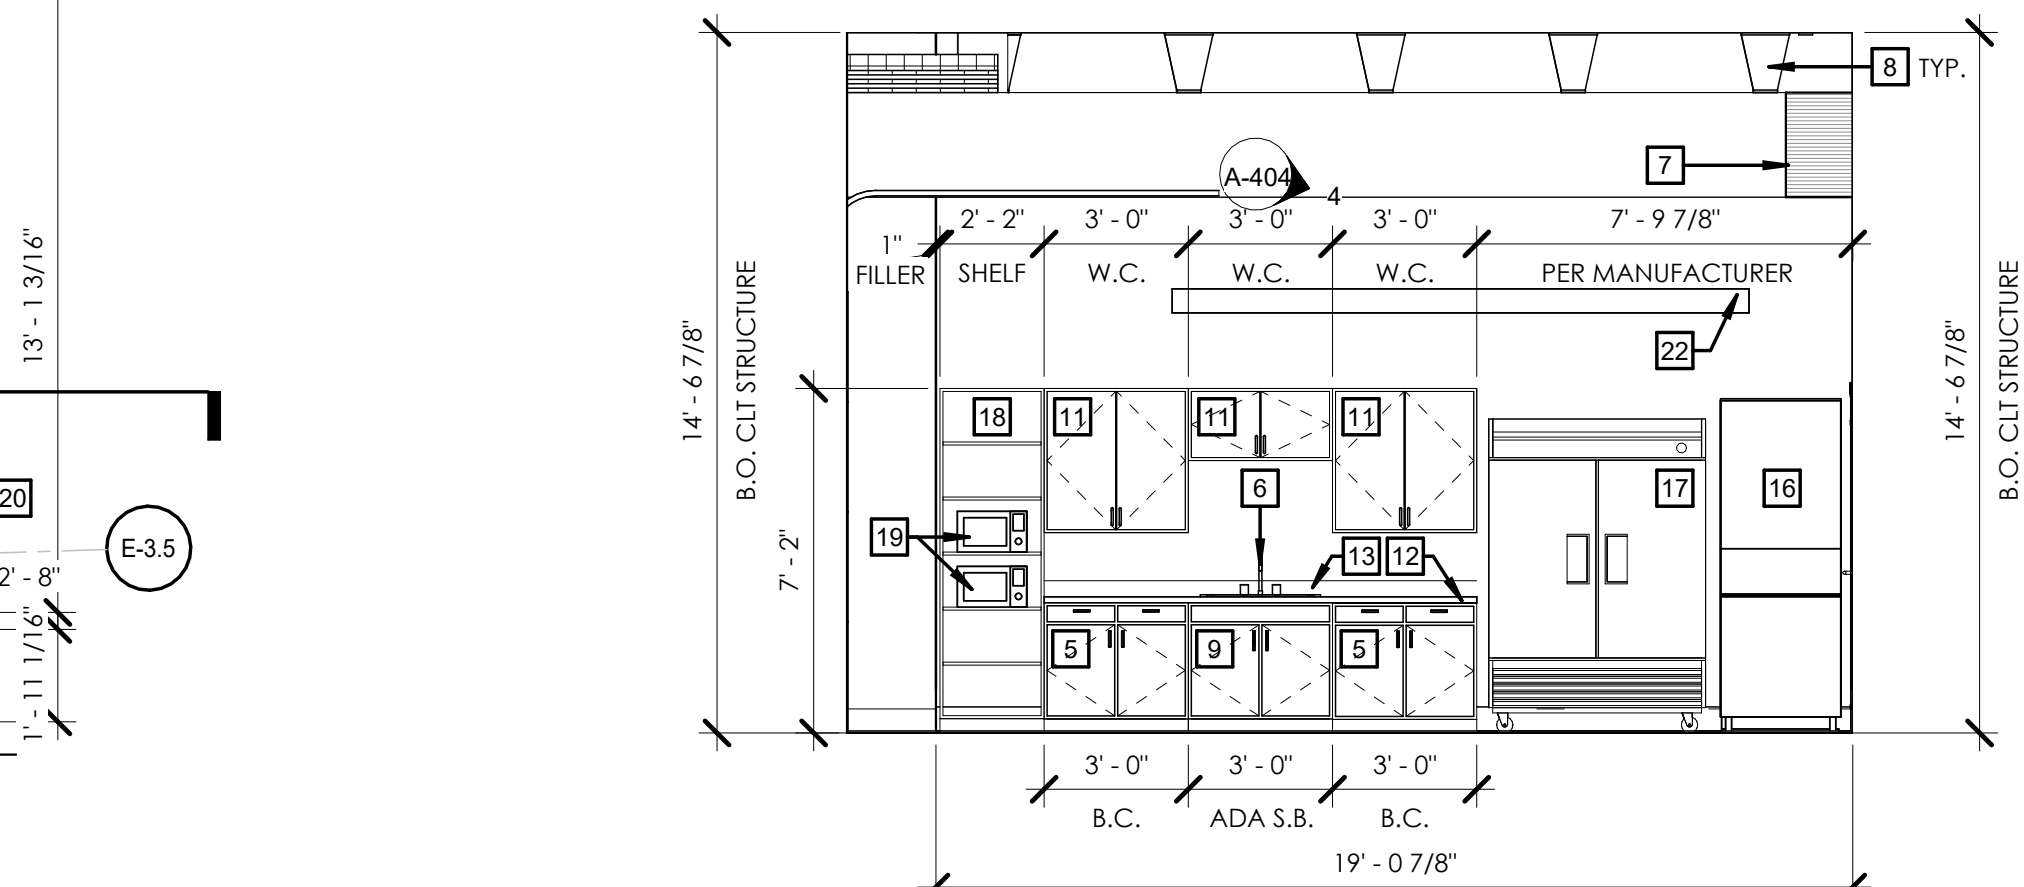 13' - 1 3/16"
20
E-3.5
2' - 8"
1' - 11 1/16"
8 TYP.
7
A-404
4
2' - 2" 3' - 0" 3' - 0" 3' - 0" 7' - 9 7/8"
1"
FILLER SHELF W.C. W.C. W.C. PER MANUFACTURER
22
14' - 6 7/8"
B.O. CLT STRUCTURE
14' - 6 7/8"
B.O. CLT STRUCTURE
7' - 2"
18 11 11 11
6 17 16
19 13 12
5 9 5
3' - 0" 3' - 0" 3' - 0"
B.C. ADA S.B. B.C.
19' - 0 7/8"